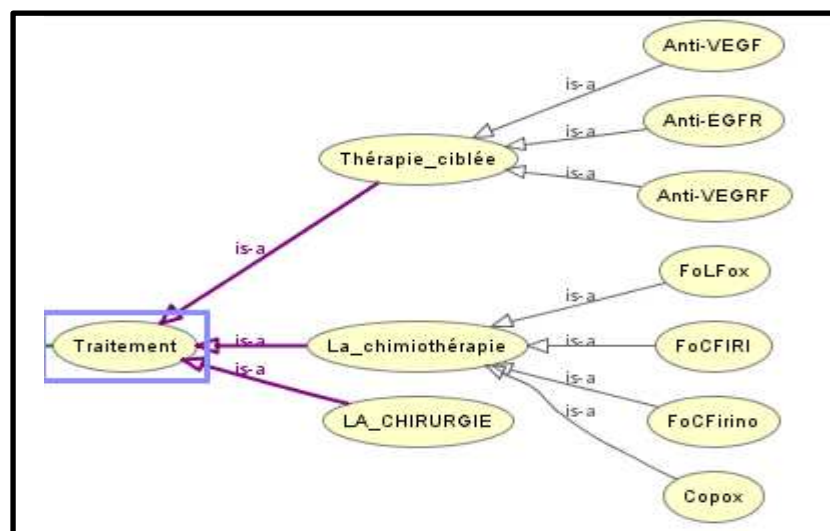 Anti-VEGF
is-a
Anti-EGFR
is-a
Thérapie_ciblée
is-a
Anti-VEGRF
is-a
FoLFox
is-a
Traitement
is-a
La_chimiothérapie
is-a
FoCFIRI
is-a
is-a
LA_CHIRURGIE
is-a
FoCFirino
Copox